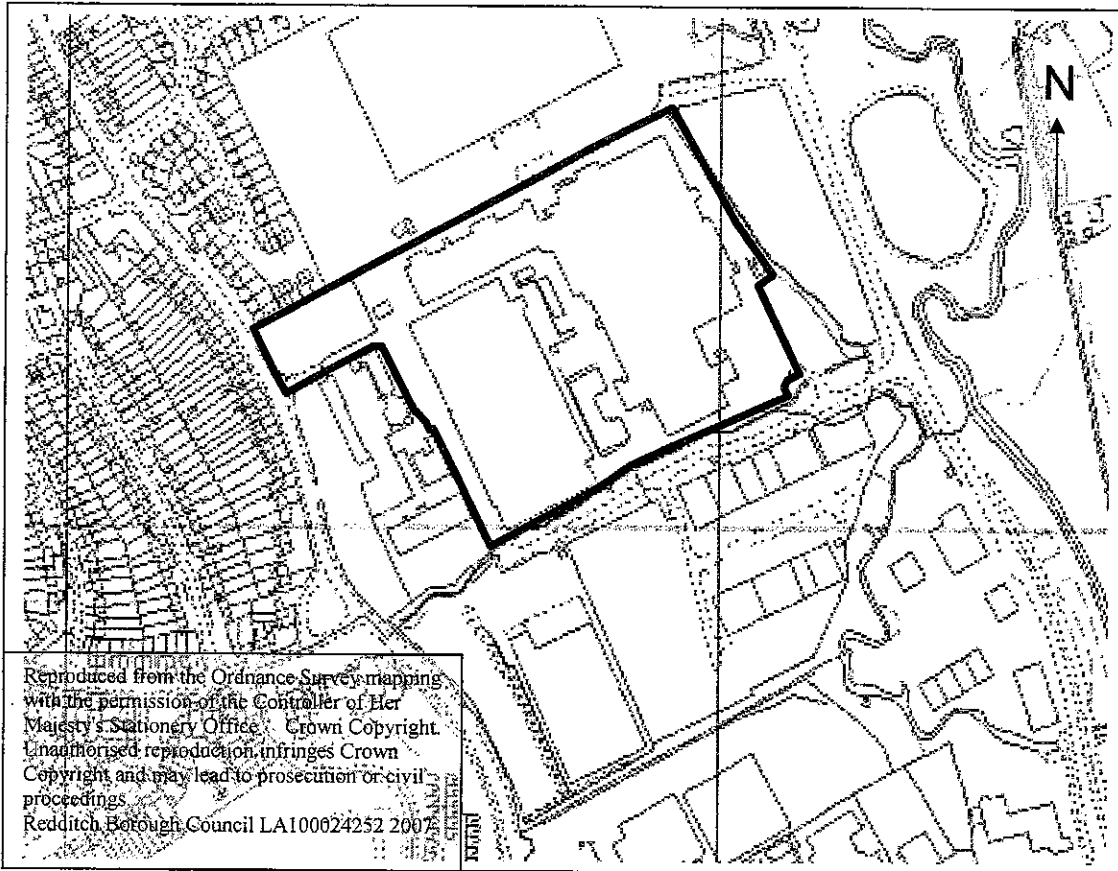 N
Reproduced from the Ordnance Survey mapping
with the permission of the Controller of Her
Majesty's Stationery Office Crown Copyright.
Unauthorised reproduction infringes Crown
Copyright and may lead to prosecution or civil
proceedings
Redditch Borough Council LA100024252 2007